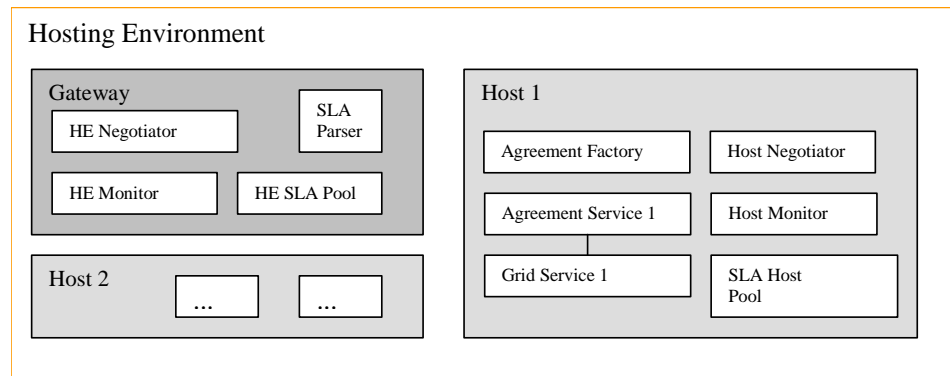 Hosting Environment
Gateway
HE Negotiator
SLA
Parser
HE Monitor
HE SLA Pool
Host 2
...
...
Host 1
Agreement Factory
Host Negotiator
Agreement Service 1
Host Monitor
Grid Service 1
SLA Host
Pool